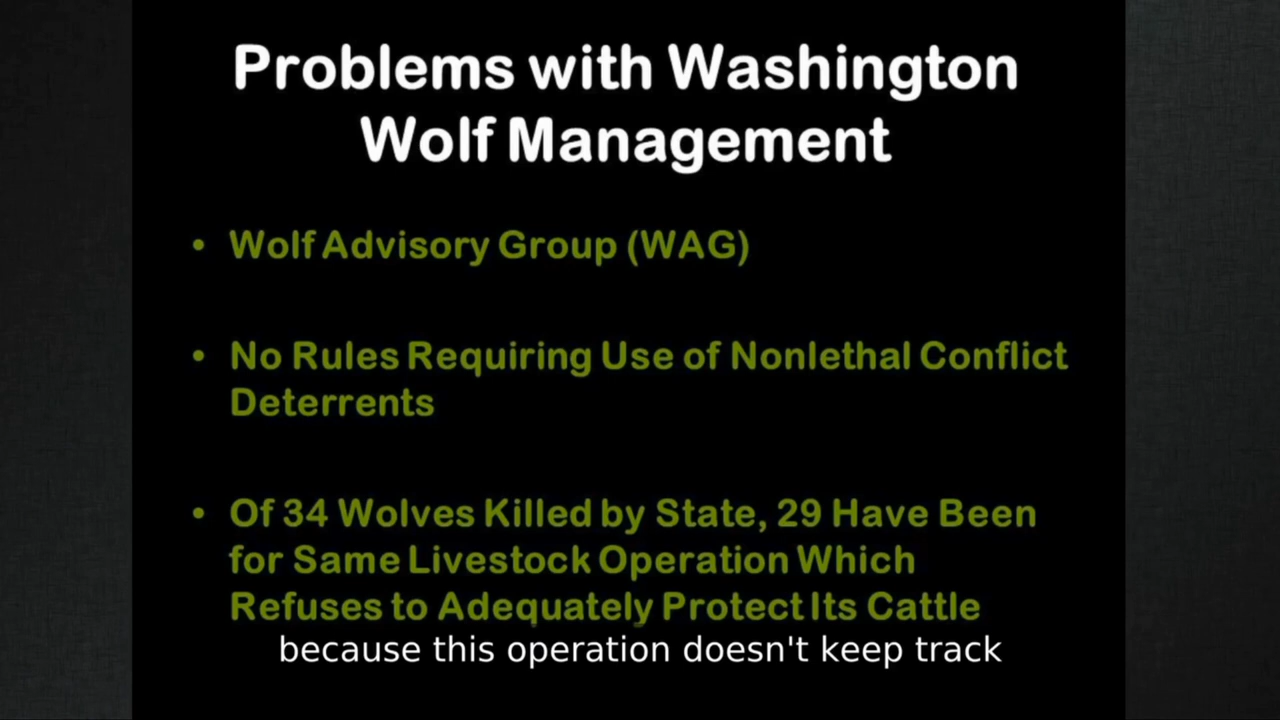 Problems with Washington
Wolf Management
• Wolf Advisory Group (WAG)
• No Rules Requiring Use of Nonlethal Conflict
Deterrents
• Of 34 Wolves Killed by State, 29 Have Been
for Same Livestock Operation Which
Refuses to Adequately Protect Its Cattle
because this operation doesn't keep track